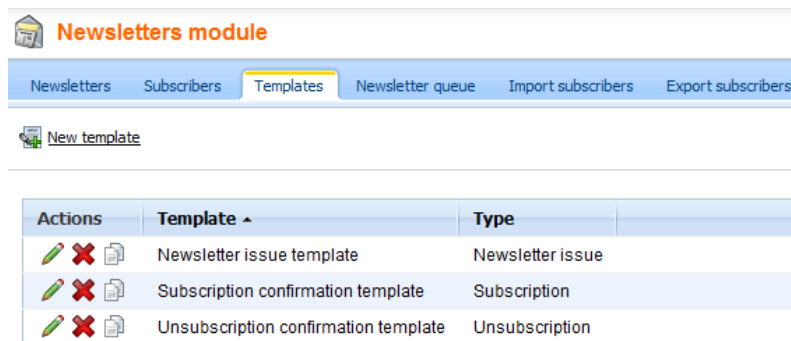 Newsletters module
Newsletters Subscribers Templates Newsletter queue Import subscribers Export subscribers
New template
Actions Template Type
Newsletter issue template Newsletter issue
Subscription confirmation template Subscription
Unsubscription confirmation template Unsubscription